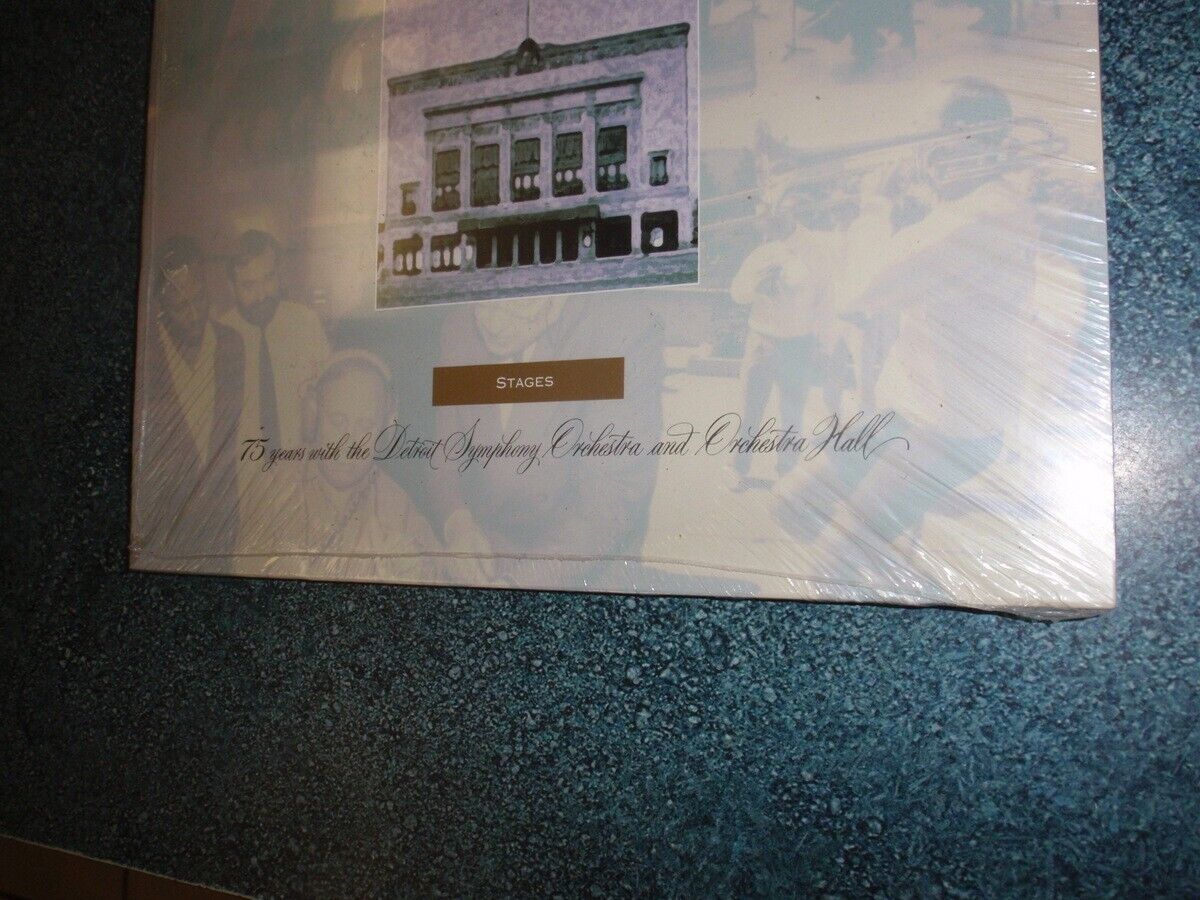 STAGES
75 years with the Detroit Symphony Orchestra and Orchestra Hall